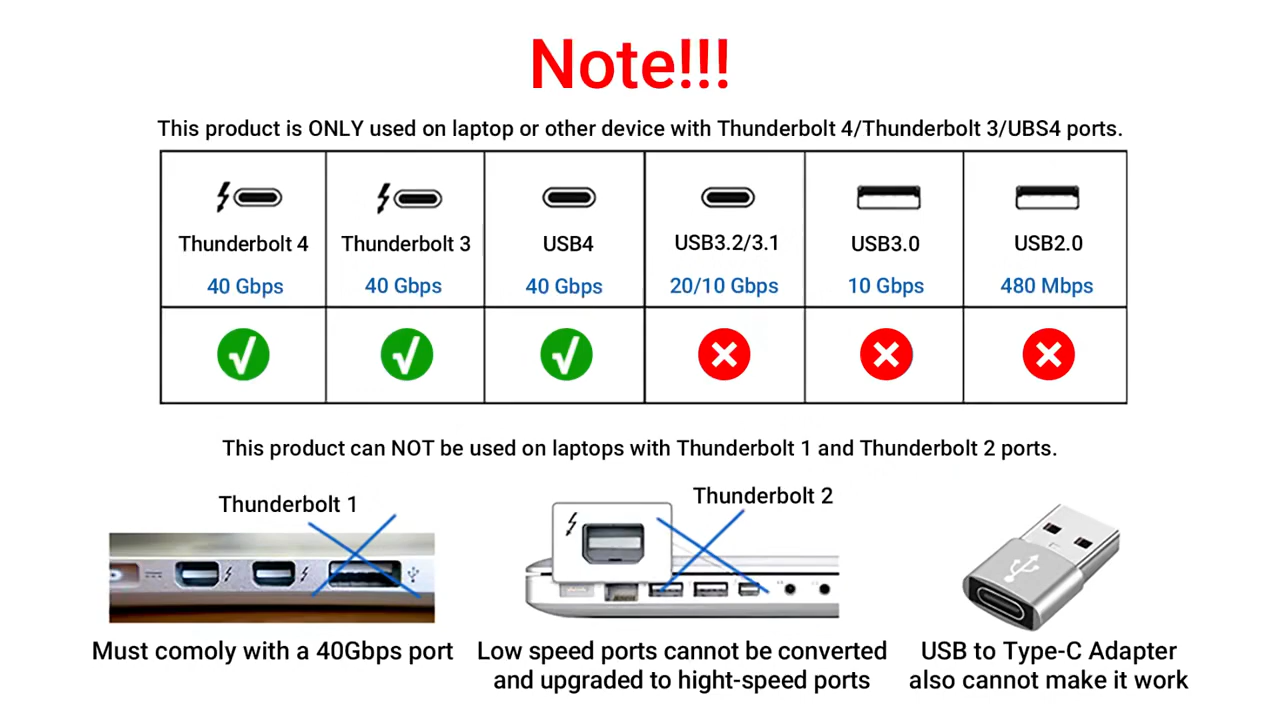 Note!!!
This product is ONLY used on laptop or other device with Thunderbolt 4/Thunderbolt 3/UBS4 ports.
Thunderbolt 4
Thunderbolt 3
USB4
USB3.2/3.1
USB3.0
USB2.0
40 Gbps
40 Gbps
40 Gbps
20/10 Gbps
10 Gbps
480 Mbps
This product can NOT be used on laptops with Thunderbolt 1 and Thunderbolt 2 ports.
Thunderbolt 1
Thunderbolt 2
Must comoly with a 40Gbps port
Low speed ports cannot be converted
and upgraded to hight-speed ports
USB to Type-C Adapter
also cannot make it work